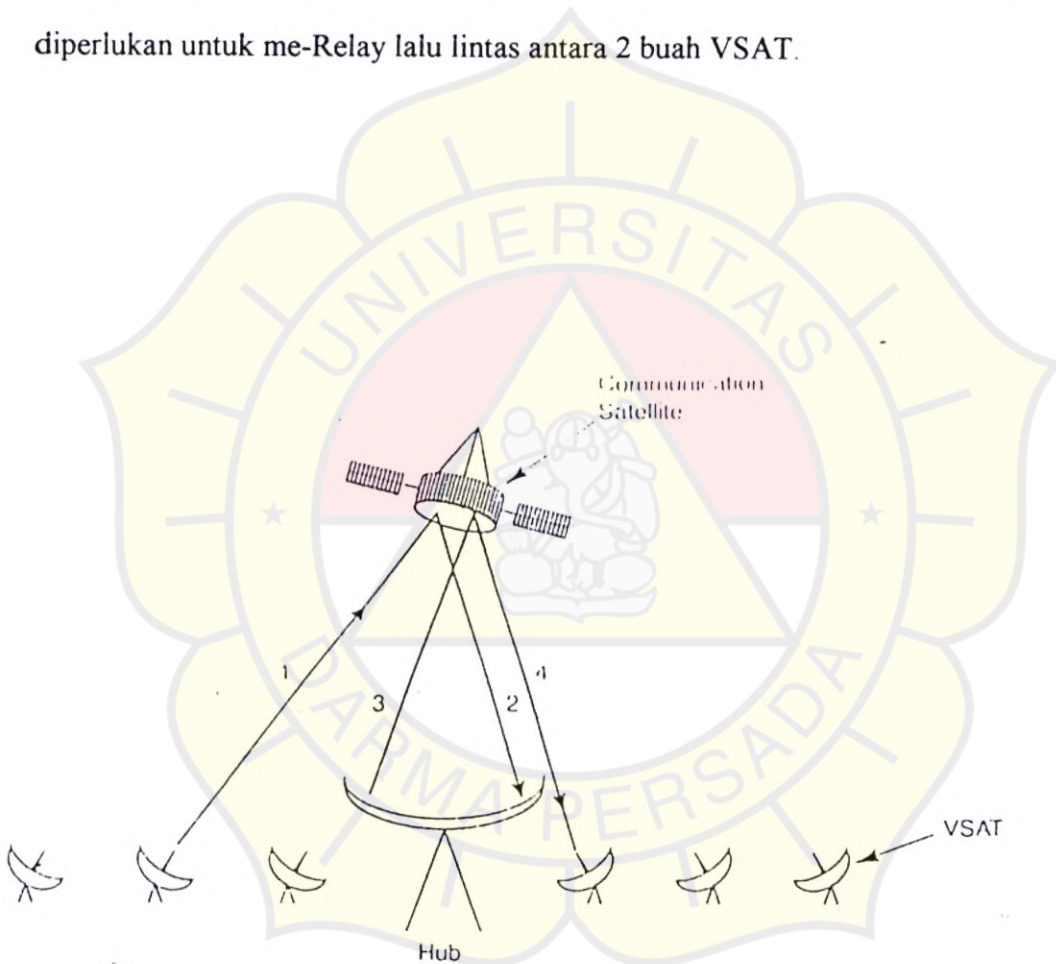 diperlukan untuk me-Relay lalu lintas antara 2 buah VSAT.
UNIVERSITAS
Communication
Satellite
1
3
2
4
DARMA PERSADA
VSAT
Hub